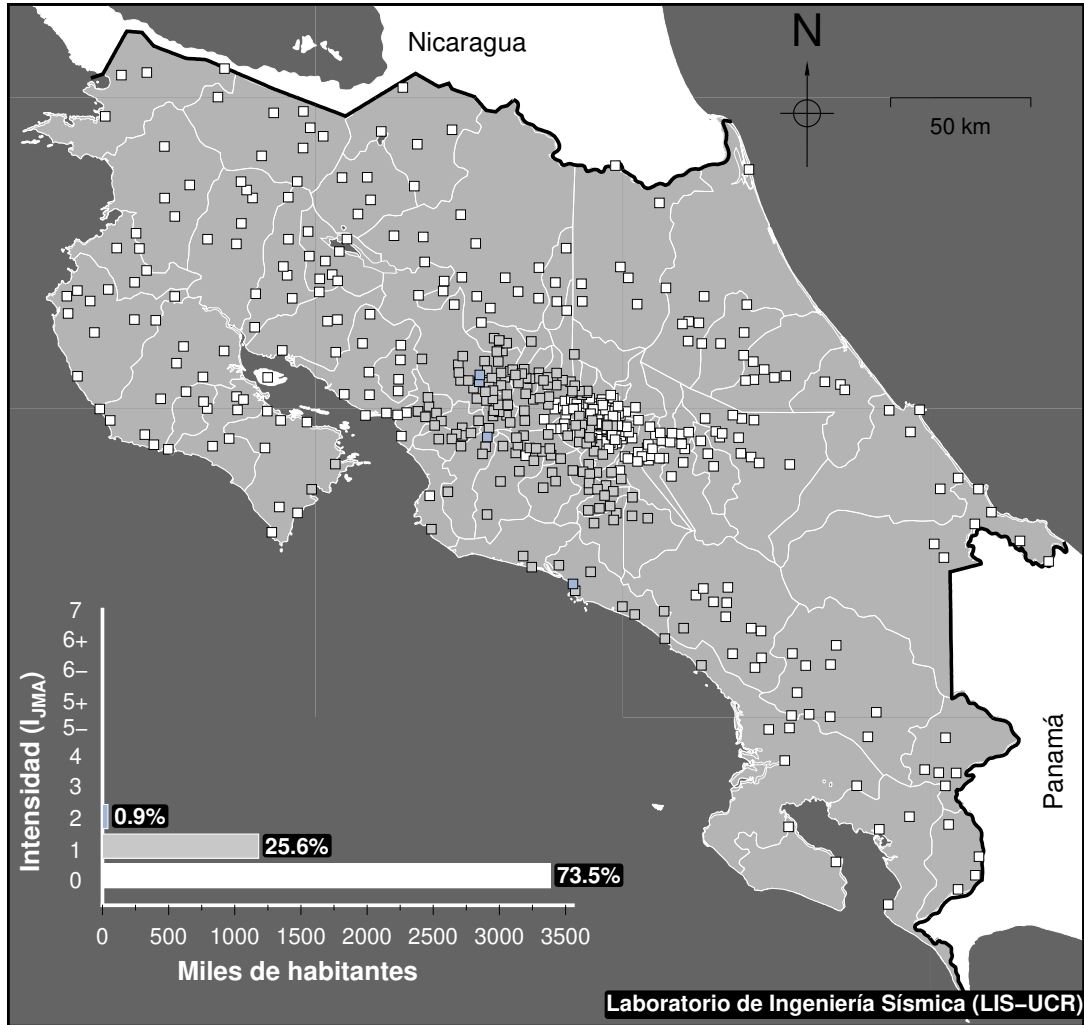 Nicaragua
N
50 km
Panamá
Intensidad (I_JMA)
7
6+
6−
5+
5−
4
3
2
1
0
0.9%
25.6%
73.5%
0 500 1000 1500 2000 2500 3000 3500
Miles de habitantes
Laboratorio de Ingeniería Sísmica (LIS−UCR)